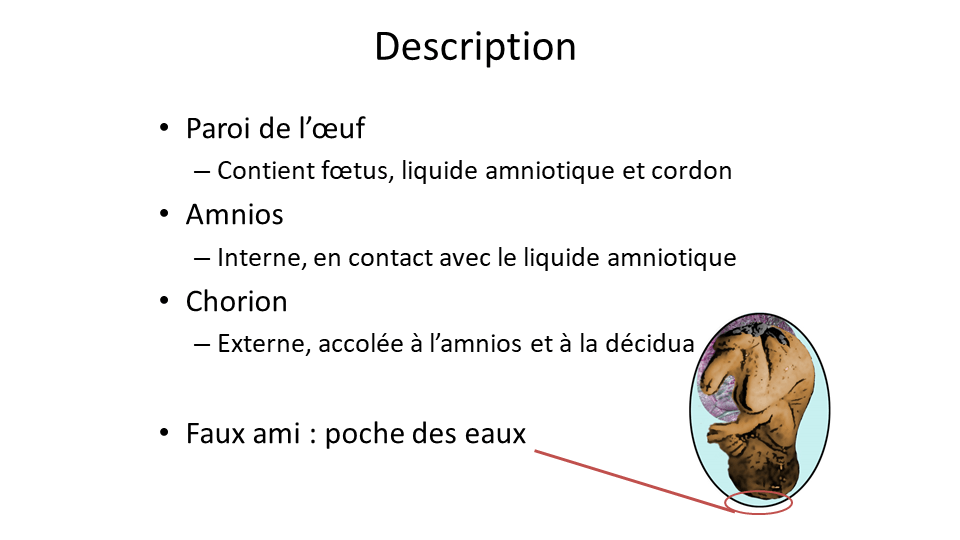 Description
• Paroi de l’œuf
– Contient fœtus, liquide amniotique et cordon
• Amnios
– Interne, en contact avec le liquide amniotique
• Chorion
– Externe, accolée à l’amnios et à la décidua
• Faux ami : poche des eaux